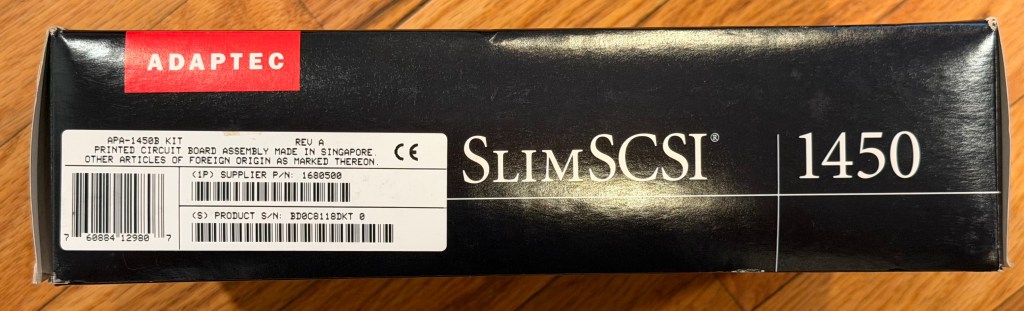 ADAPTEC
APA-1450B KIT REV A
PRINTED CIRCUIT BOARD ASSEMBLY MADE IN SINGAPORE.
OTHER ARTICLES OF FOREIGN ORIGIN AS MARKED THEREON.
CE
(1P) SUPPLIER P/N: 1680500
(S) PRODUCT S/N: BD0C8118DKT 0
7 60884 12980 7
SLIMSCSI® 1450